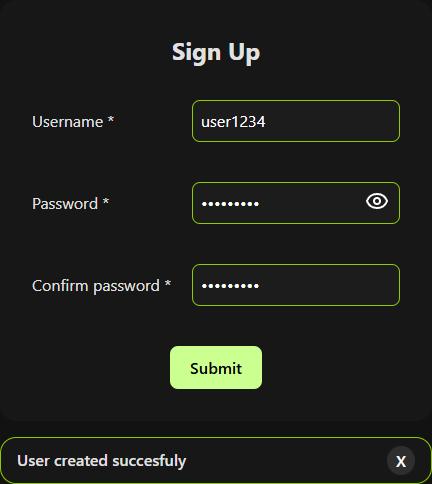 Sign Up
Username * user1234
Password * •••••••••
Confirm password * •••••••••
Submit
User created succesfuly X